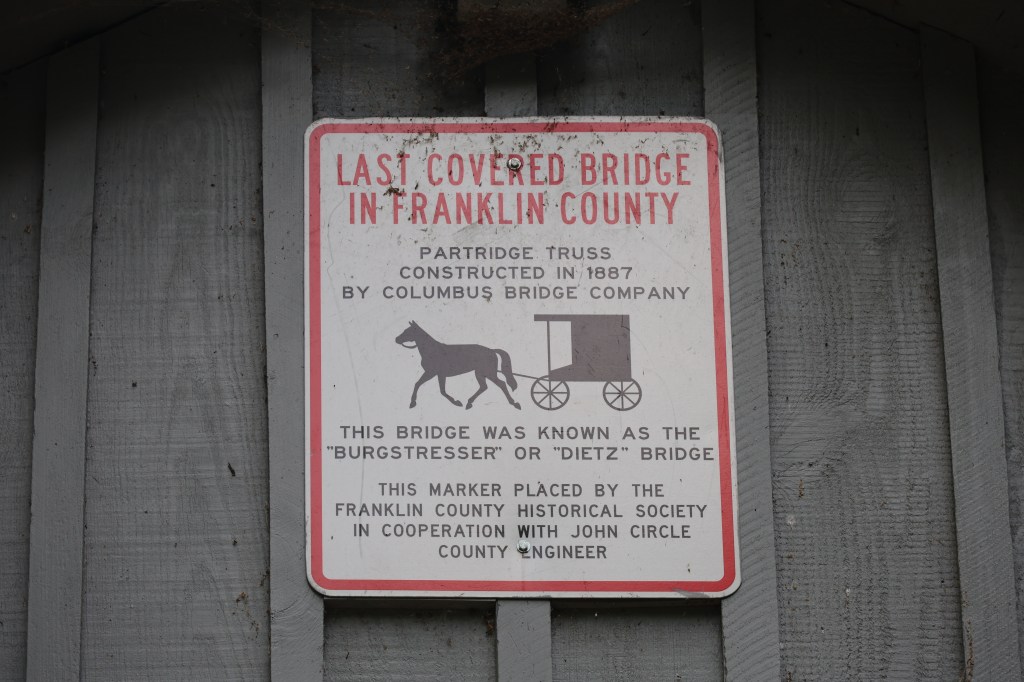 LAST COVERED BRIDGE
IN FRANKLIN COUNTY
PARTRIDGE TRUSS
CONSTRUCTED IN 1887
BY COLUMBUS BRIDGE COMPANY
THIS BRIDGE WAS KNOWN AS THE
"BURGSTRESSER" OR "DIETZ" BRIDGE
THIS MARKER PLACED BY THE
FRANKLIN COUNTY HISTORICAL SOCIETY
IN COOPERATION WITH JOHN CIRCLE
COUNTY ENGINEER